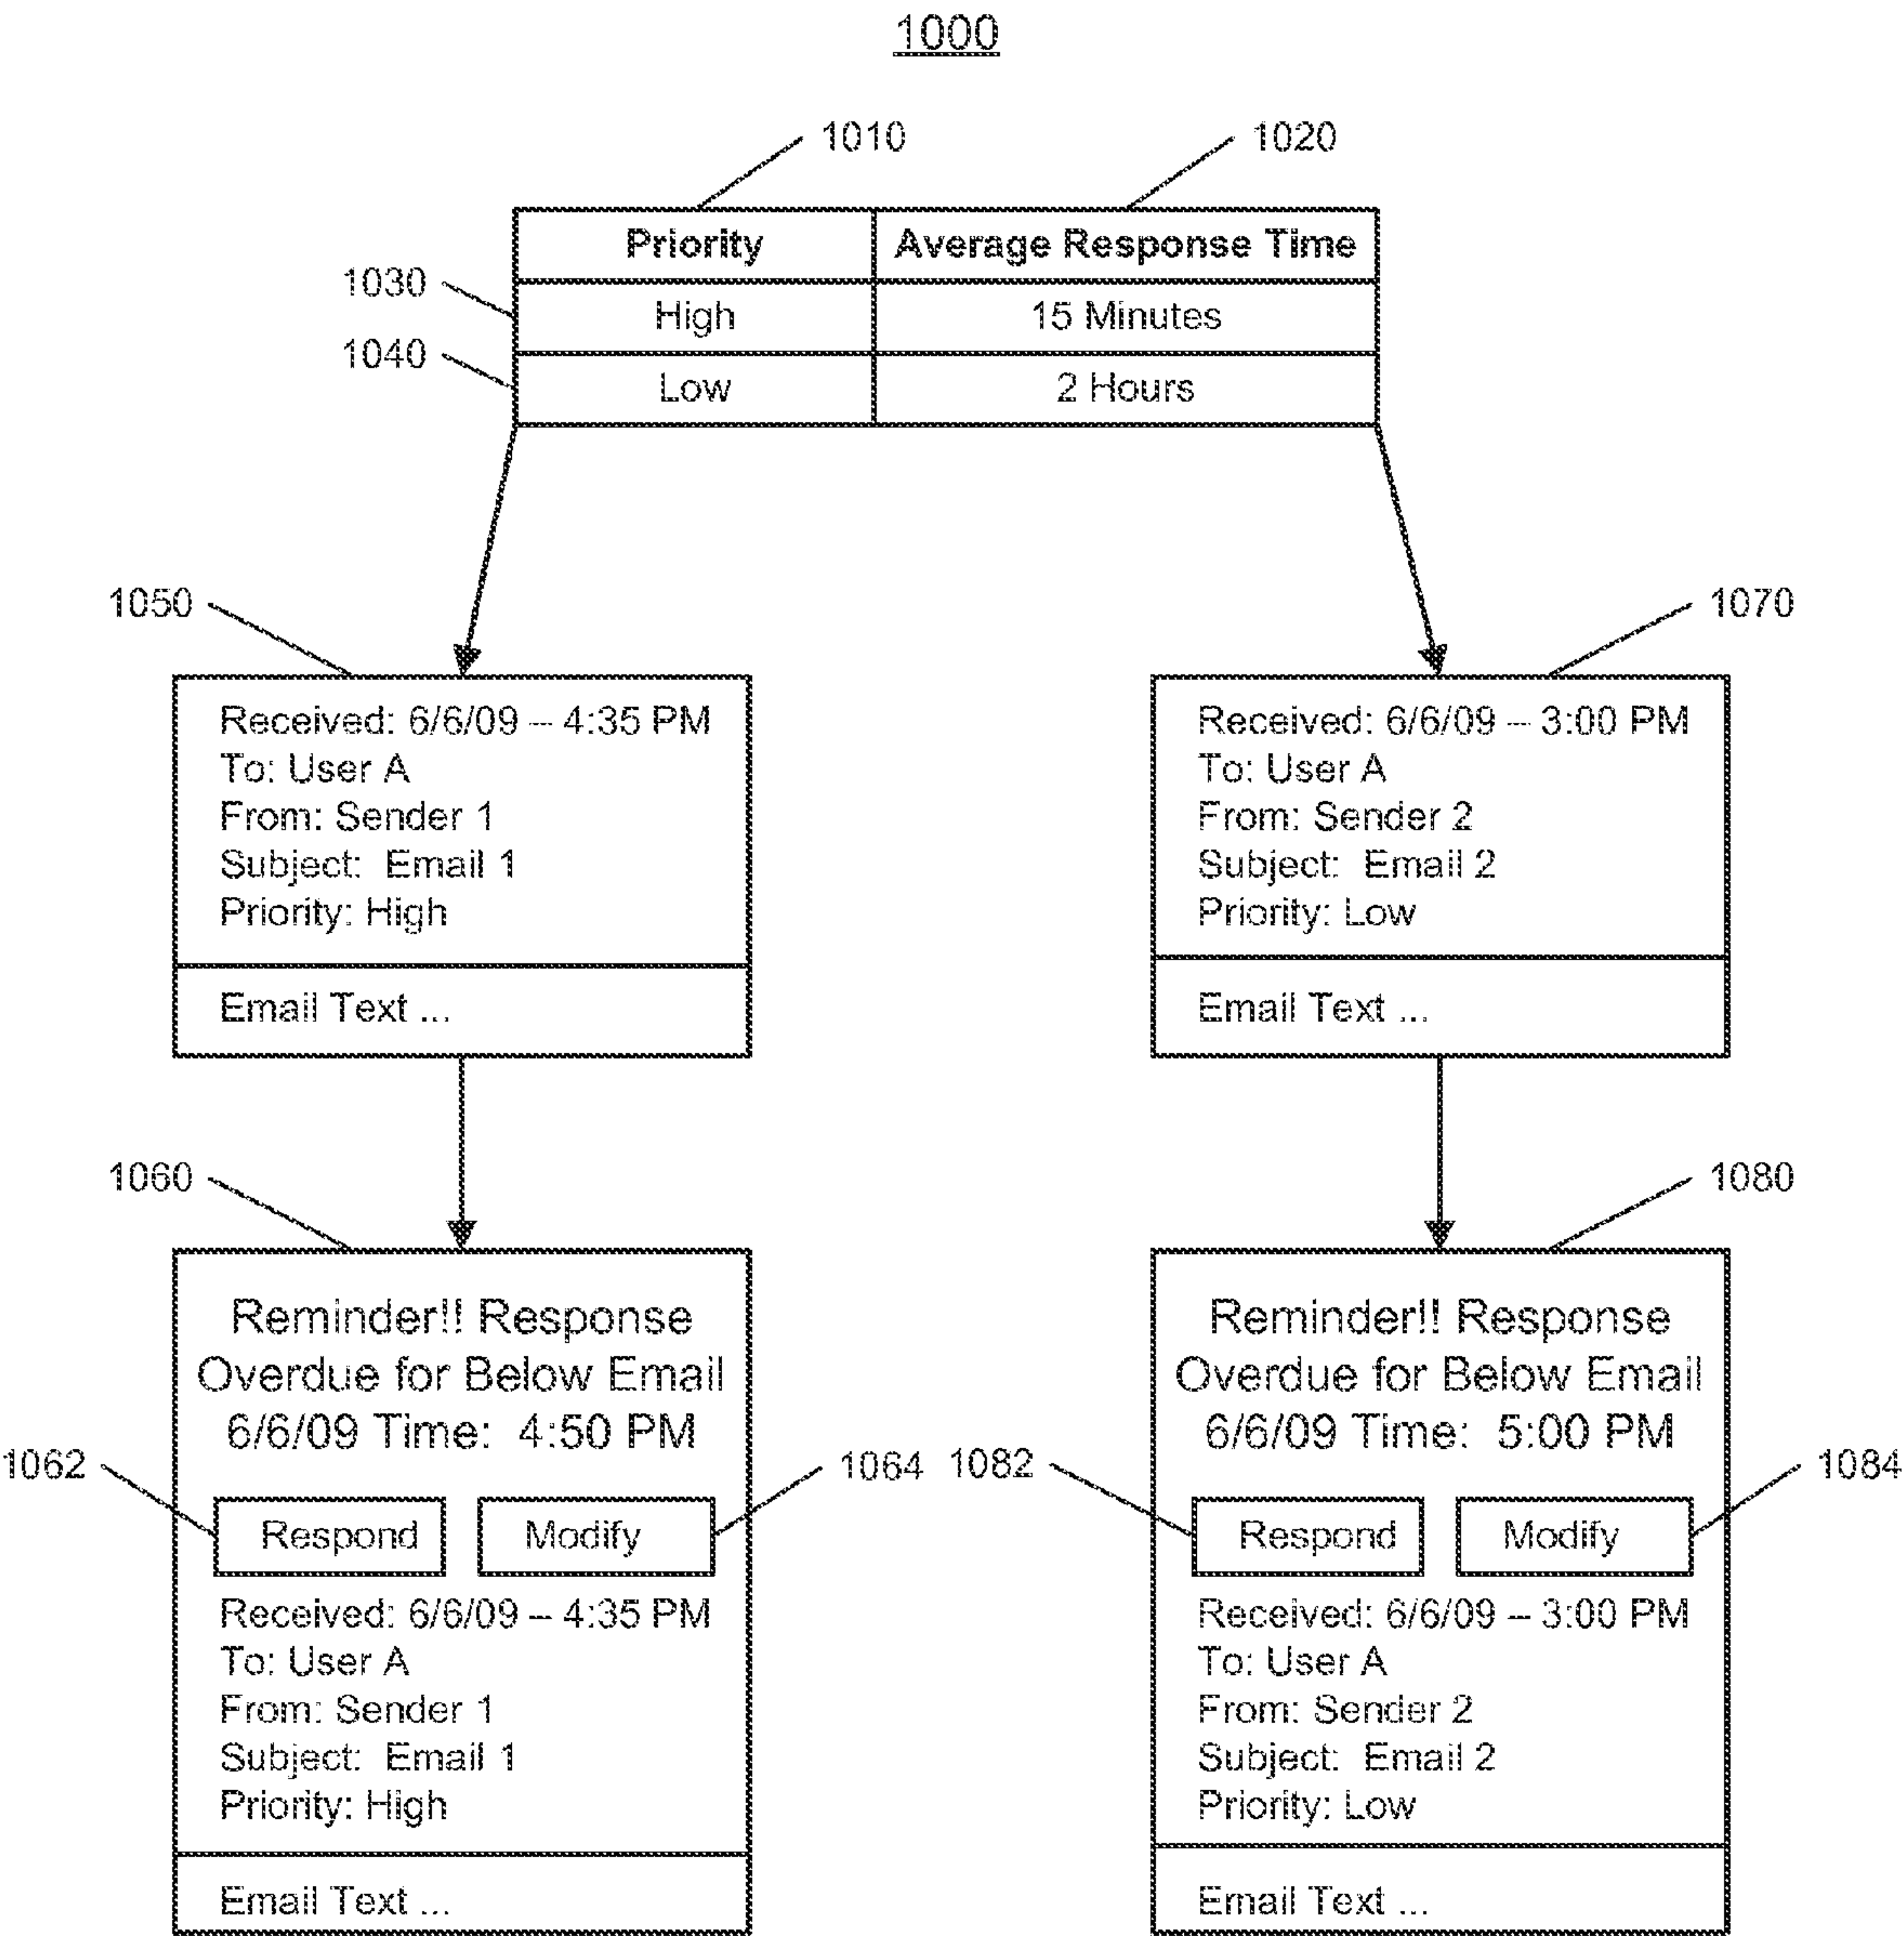 1000
1010
1020
Priority
Average Response Time
1030
High
15 Minutes
1040
Low
2 Hours
1050
Received: 6/6/09 – 4:35 PM
To: User A
From: Sender 1
Subject: Email 1
Priority: High
Email Text ...
1070
Received: 6/6/09 – 3:00 PM
To: User A
From: Sender 2
Subject: Email 2
Priority: Low
Email Text ...
1060
Reminder!! Response
Overdue for Below Email
6/6/09 Time: 4:50 PM
1062
Respond
Modify
1064
Received: 6/6/09 – 4:35 PM
To: User A
From: Sender 1
Subject: Email 1
Priority: High
Email Text ...
1080
Reminder!! Response
Overdue for Below Email
6/6/09 Time: 5:00 PM
1082
Respond
Modify
1084
Received: 6/6/09 – 3:00 PM
To: User A
From: Sender 2
Subject: Email 2
Priority: Low
Email Text ...